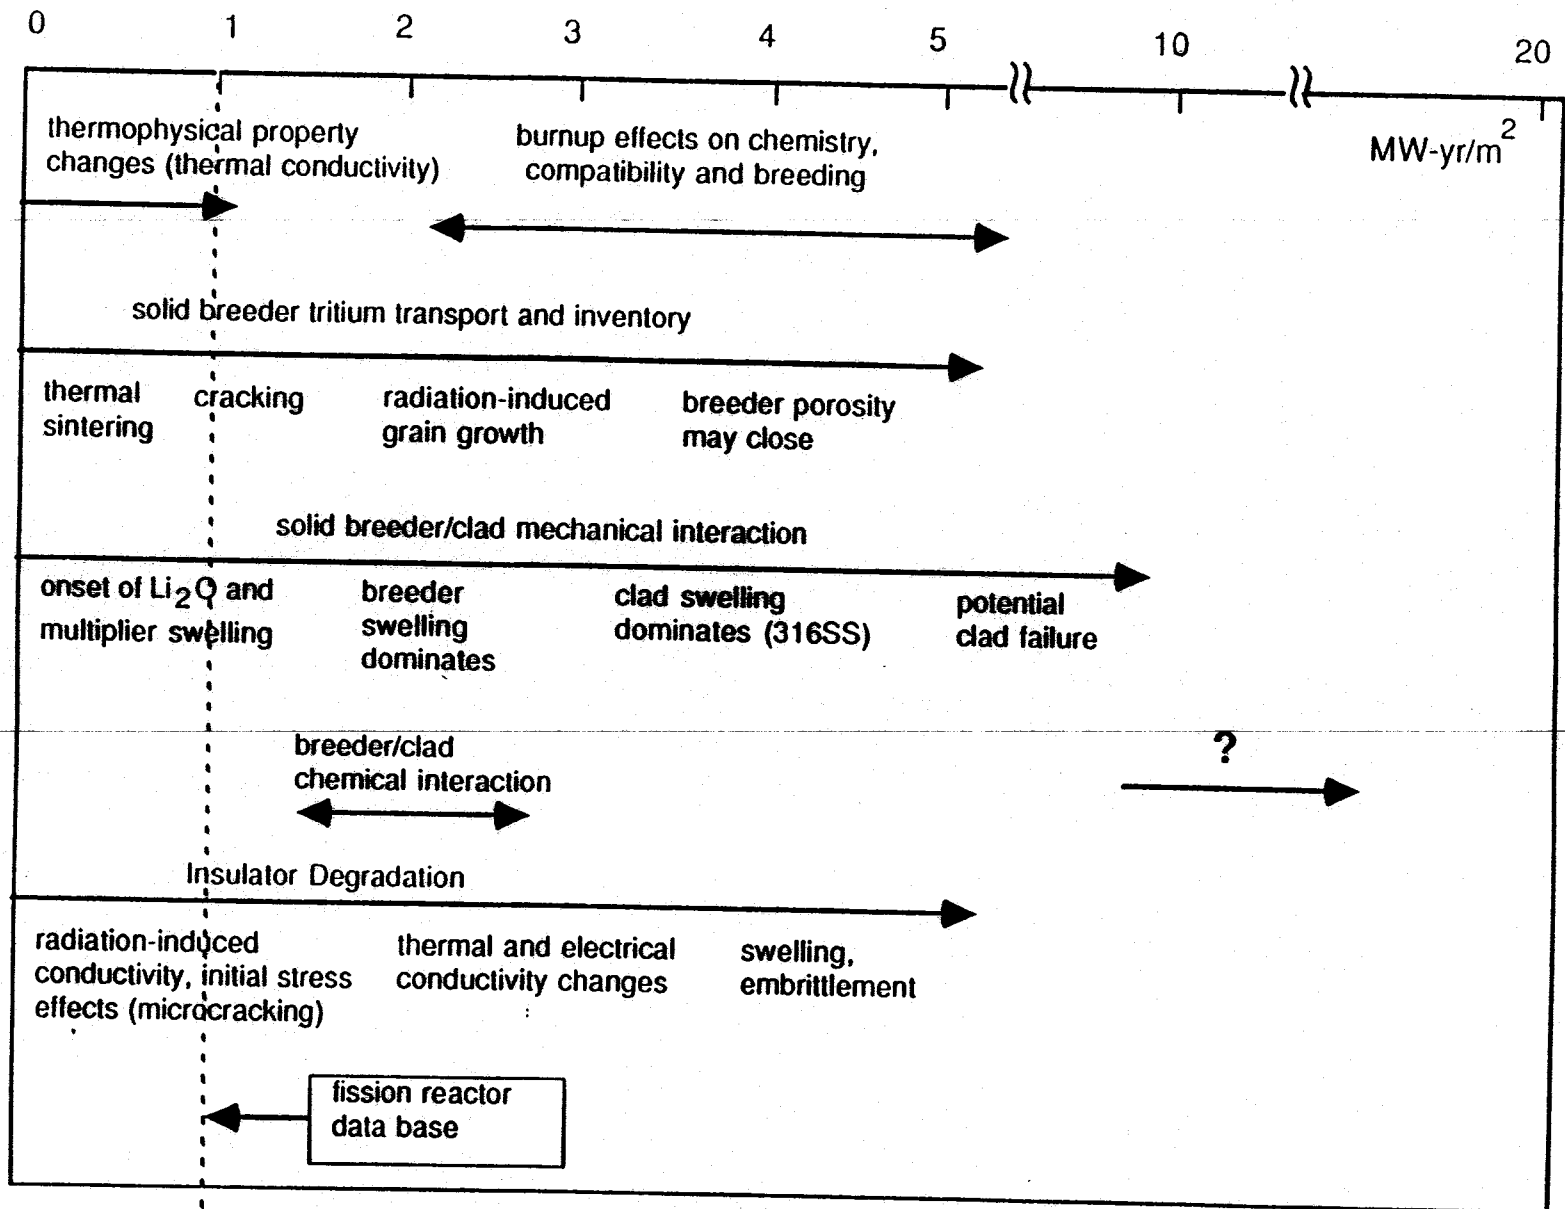 0 1 2 3 4 5 10 20
MW-yr/m2
thermophysical property
changes (thermal conductivity)
burnup effects on chemistry,
compatibility and breeding
solid breeder tritium transport and inventory
thermal
sintering
cracking
radiation-induced
grain growth
breeder porosity
may close
solid breeder/clad mechanical interaction
onset of Li2O and
multiplier swelling
breeder
swelling
dominates
clad swelling
dominates (316SS)
potential
clad failure
breeder/clad
chemical interaction
?
Insulator Degradation
radiation-induced
conductivity, initial stress
effects (microcracking)
thermal and electrical
conductivity changes
swelling,
embrittlement
fission reactor
data base